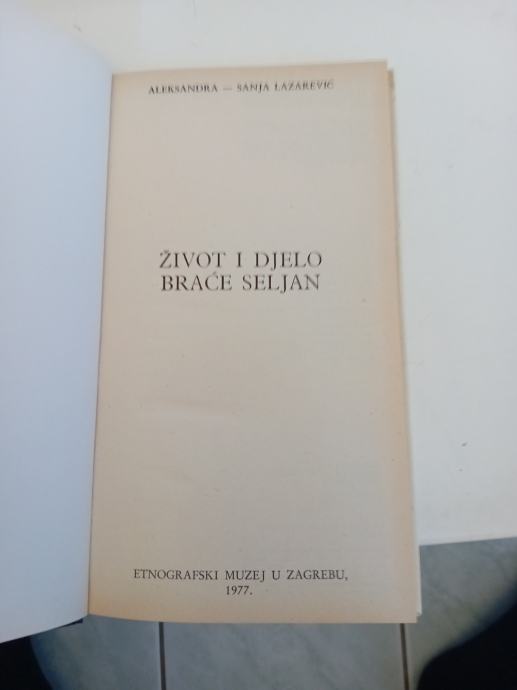 ALEKSANDRA — SANJA LAZAREVIĆ
ŽIVOT I DJELO
BRAĆE SELJAN
ETNOGRAFSKI MUZEJ U ZAGREBU,
1977.